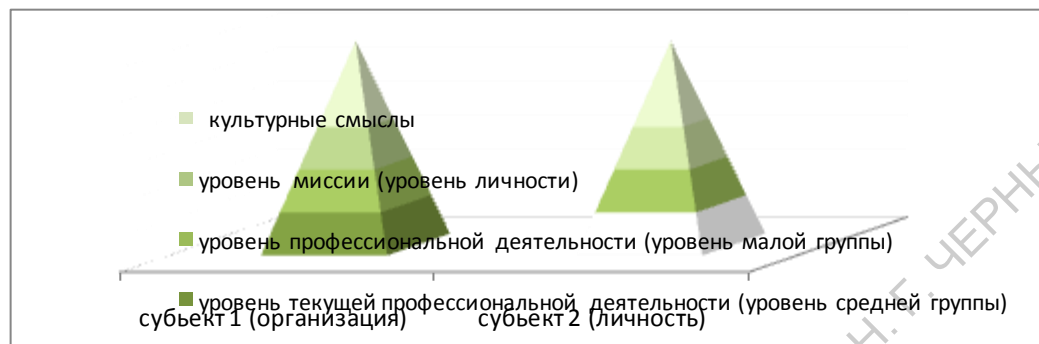 культурные смыслы
уровень миссии (уровень личности)
уровень профессиональной деятельности (уровень малой группы)
уровень текущей профессиональной деятельности (уровень средней группы)
субъект 1 (организация) субъект 2 (личность)
Н. Г. ЧЕРНЫ